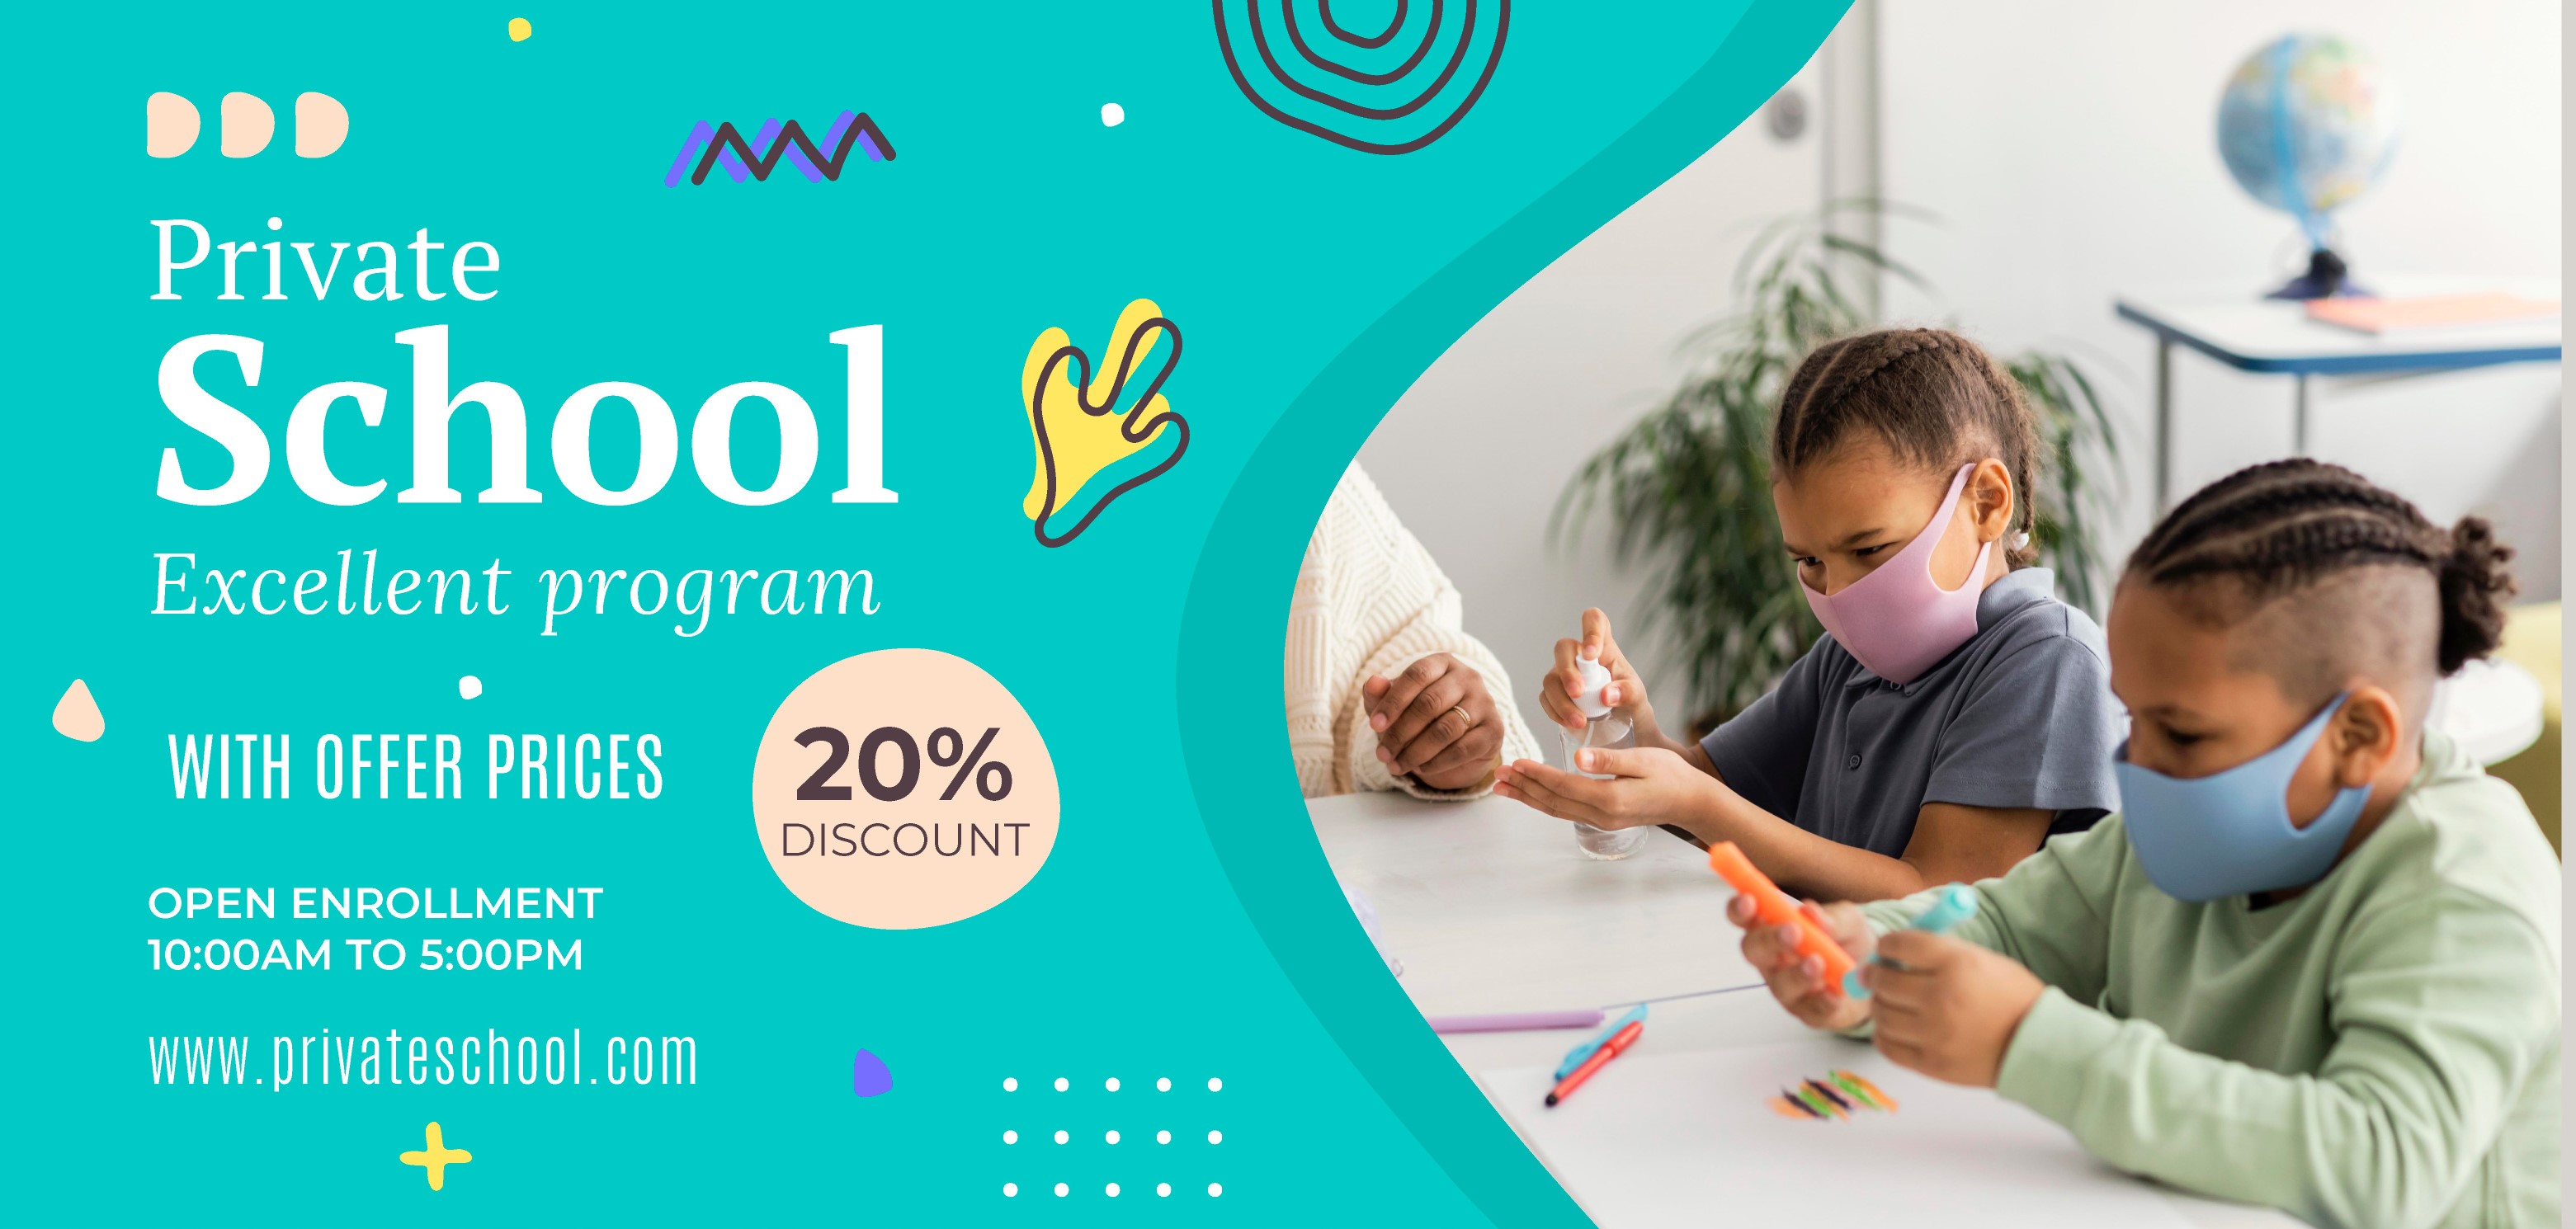 Private
School
Excellent program
WITH OFFER PRICES
20%
DISCOUNT
OPEN ENROLLMENT
10:00AM TO 5:00PM
www.privateschool.com